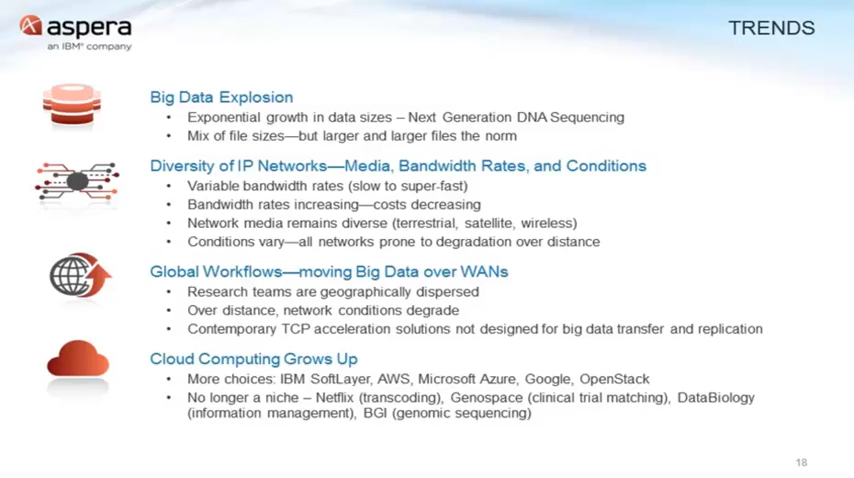 aspera
an IBM® company
TRENDS
Big Data Explosion
• Exponential growth in data sizes – Next Generation DNA Sequencing
• Mix of file sizes—but larger and larger files the norm
Diversity of IP Networks—Media, Bandwidth Rates, and Conditions
• Variable bandwidth rates (slow to super-fast)
• Bandwidth rates increasing—costs decreasing
• Network media remains diverse (terrestrial, satellite, wireless)
• Conditions vary—all networks prone to degradation over distance
Global Workflows—moving Big Data over WANs
• Research teams are geographically dispersed
• Over distance, network conditions degrade
• Contemporary TCP acceleration solutions not designed for big data transfer and replication
Cloud Computing Grows Up
• More choices: IBM SoftLayer, AWS, Microsoft Azure, Google, OpenStack
• No longer a niche – Netflix (transcoding), Genospace (clinical trial matching), DataBiology
(information management), BGI (genomic sequencing)
18